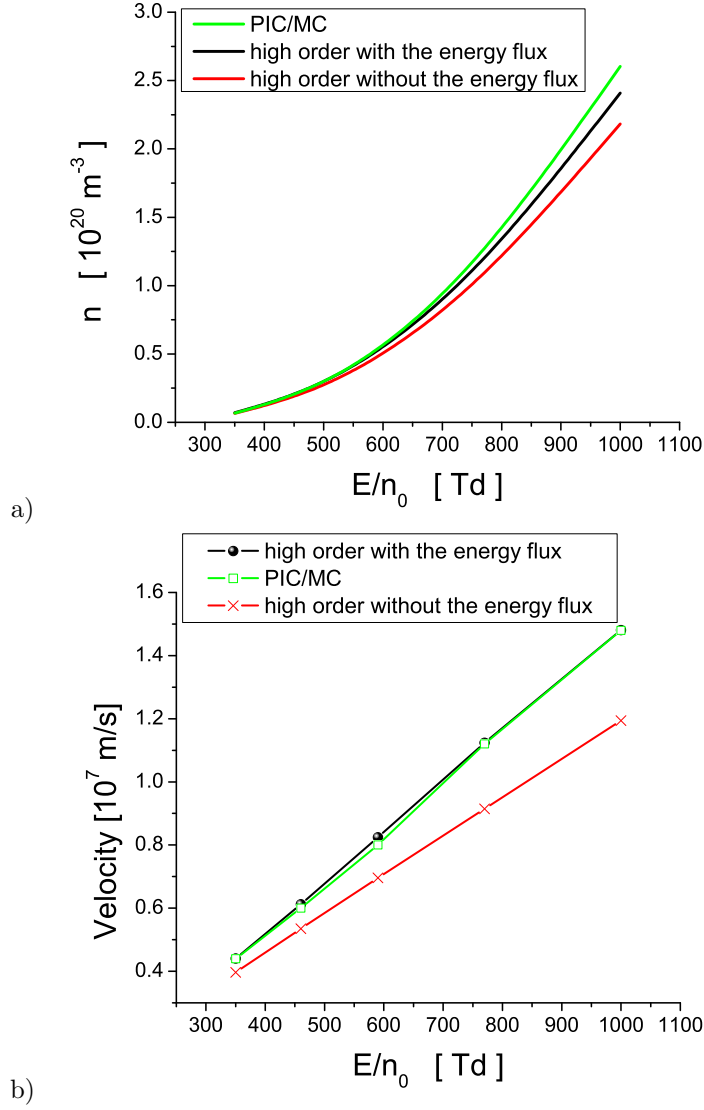 PIC/MC
high order with the energy flux
high order without the energy flux
3.0
2.5
2.0
1.5
1.0
0.5
0.0
n [ 10^20 m^-3 ]
300 400 500 600 700 800 900 1000 1100
E/n_0 [ Td ]
a)
high order with the energy flux
PIC/MC
high order without the energy flux
1.6
1.4
1.2
1.0
0.8
0.6
0.4
Velocity [10^7 m/s]
300 400 500 600 700 800 900 1000 1100
E/n_0 [ Td ]
b)